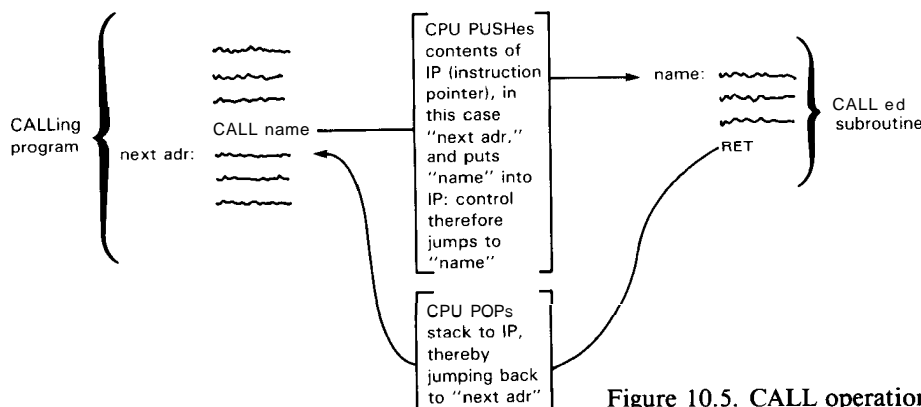 CALLing
program
next adr:
CALL name
CPU PUSHes
contents of
IP (instruction
pointer), in
this case
"next adr,"
and puts
"name" into
IP: control
therefore
jumps to
"name"
name:
RET
CALL ed
subroutine
CPU POPs
stack to IP,
thereby
jumping back
to "next adr"
Figure 10.5. CALL operation